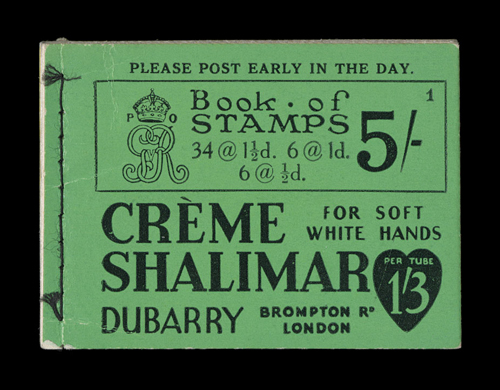 PLEASE POST EARLY IN THE DAY.
1
P O
GR
Book · of
STAMPS
34 @ 1½d. 6 @ 1d.
6 @ ½d.
5/-
CRÈME
FOR SOFT
WHITE HANDS
SHALIMAR
PER TUBE
1/3
DUBARRY
BROMPTON Rᴰ
LONDON